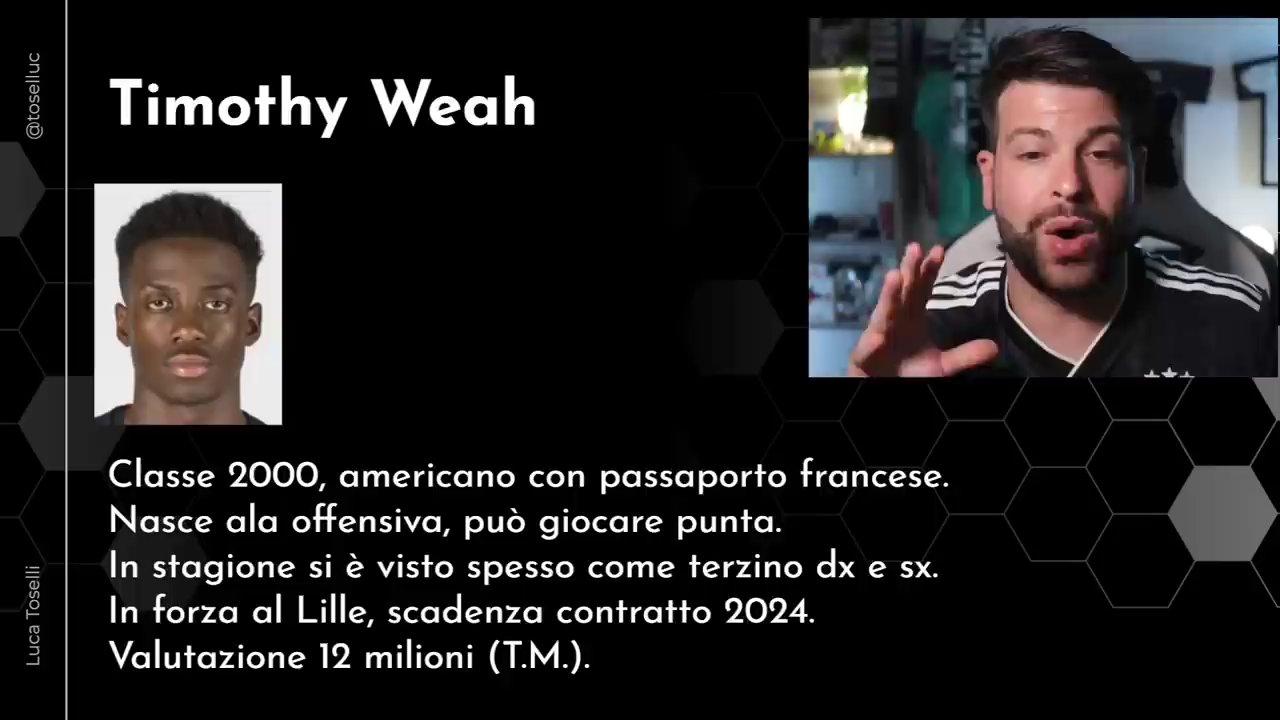 @toselluc
Luca Toselli
Timothy Weah
Classe 2000, americano con passaporto francese.
Nasce ala offensiva, può giocare punta.
In stagione si è visto spesso come terzino dx e sx.
In forza al Lille, scadenza contratto 2024.
Valutazione 12 milioni (T.M.).